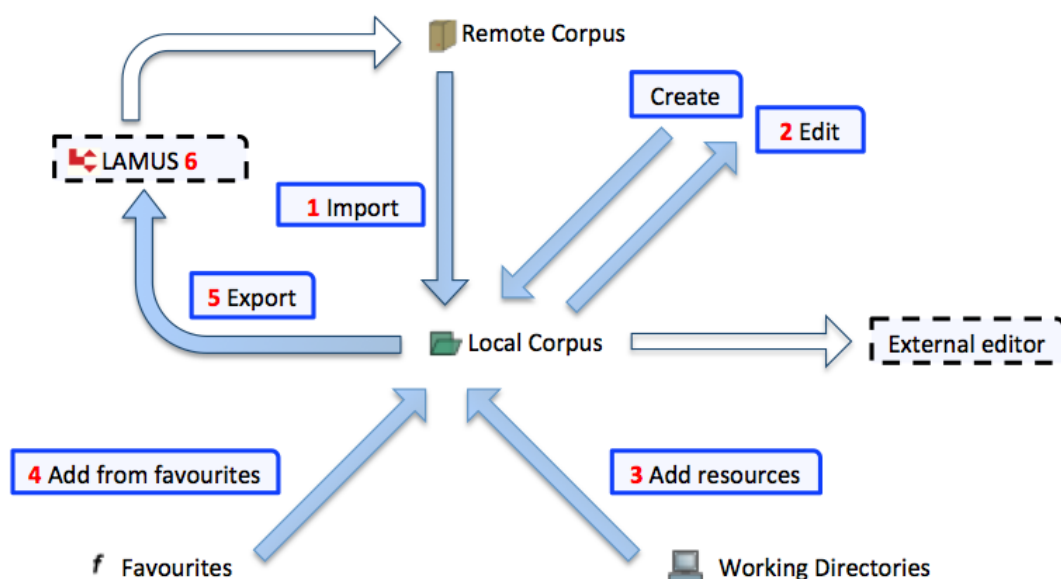 Remote Corpus
Create
2 Edit
LAMUS 6
1 Import
5 Export
Local Corpus
External editor
4 Add from favourites
3 Add resources
f Favourites
Working Directories